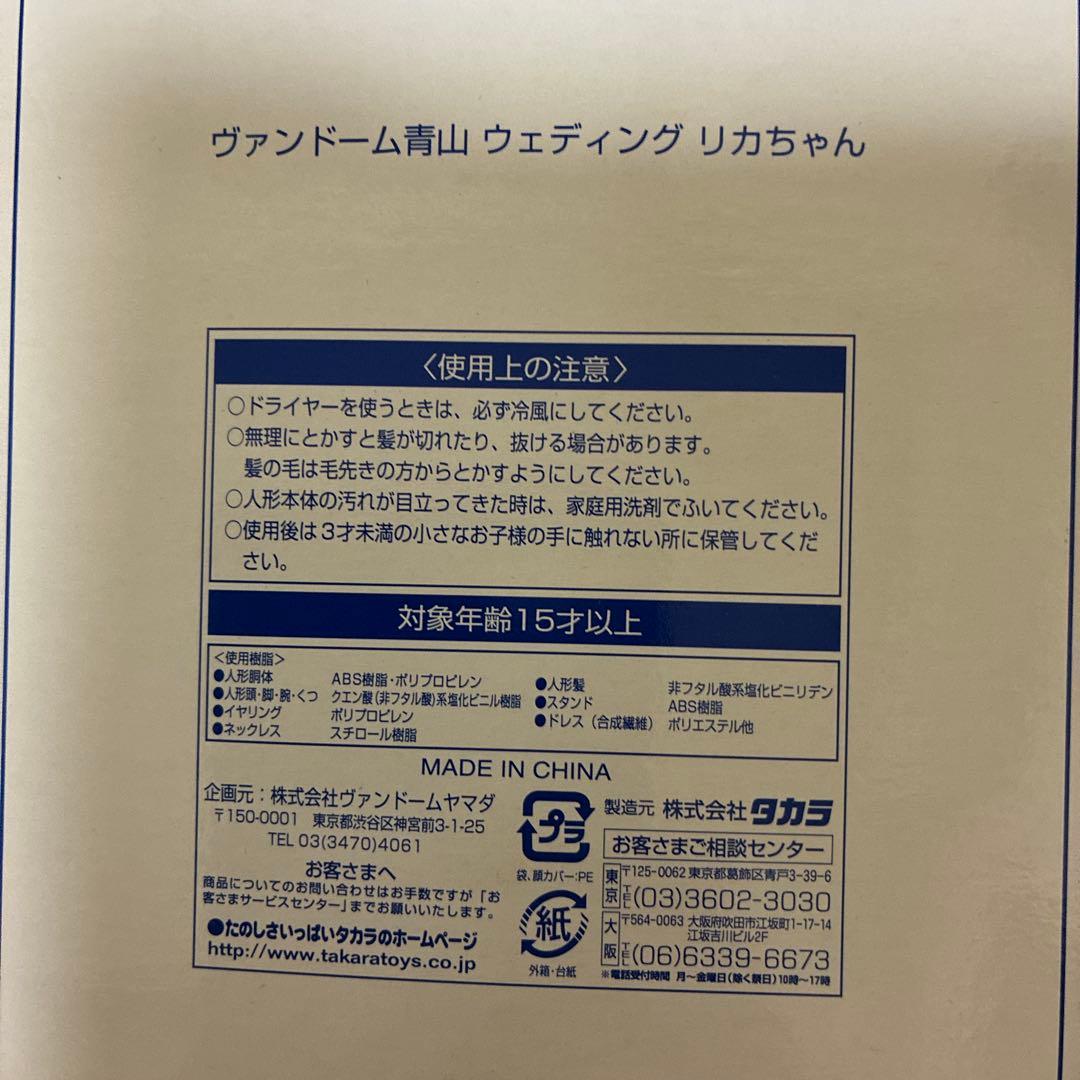 ヴァンドーム青山 ウェディング リカちゃん
〈使用上の注意〉
○ドライヤーを使うときは、必ず冷風にしてください。
○無理にとかすと髪が切れたり、抜ける場合があります。
髪の毛は毛先きの方からとかすようにしてください。
○人形本体の汚れが目立ってきた時は、家庭用洗剤でふいてください。
○使用後は3才未満の小さなお子様の手に触れない所に保管してくだ
さい。
対象年齢15才以上
<使用樹脂>
●人形胴体 ABS樹脂・ポリプロピレン
●人形頭・脚・腕・くつ クエン酸(非フタル酸)系塩化ビニル樹脂
●イヤリング ポリプロピレン
●ネックレス スチロール樹脂
●人形髪 非フタル酸系塩化ビニリデン
●スタンド ABS樹脂
●ドレス(合成繊維) ポリエステル他
MADE IN CHINA
企画元:株式会社ヴァンドームヤマダ
〒150-0001 東京都渋谷区神宮前3-1-25
TEL 03(3470)4061
お客さまへ
商品についてのお問い合わせはお手数ですが「お
客さまサービスセンター」までお願いいたします。
●たのしさいっぱいタカラのホームページ
http://www.takaratoys.co.jp
プラ
袋、顔カバー:PE
紙
外箱・台紙
製造元 株式会社タカラ
お客さまご相談センター
東京 〒125-0062 東京都葛飾区青戸3-39-6
TEL(03)3602-3030
大阪 〒564-0063 大阪府吹田市江坂町1-17-14
江坂吉川ビル2F
TEL(06)6339-6673
※電話受付時間 月〜金曜日(除く祭日)10時〜17時